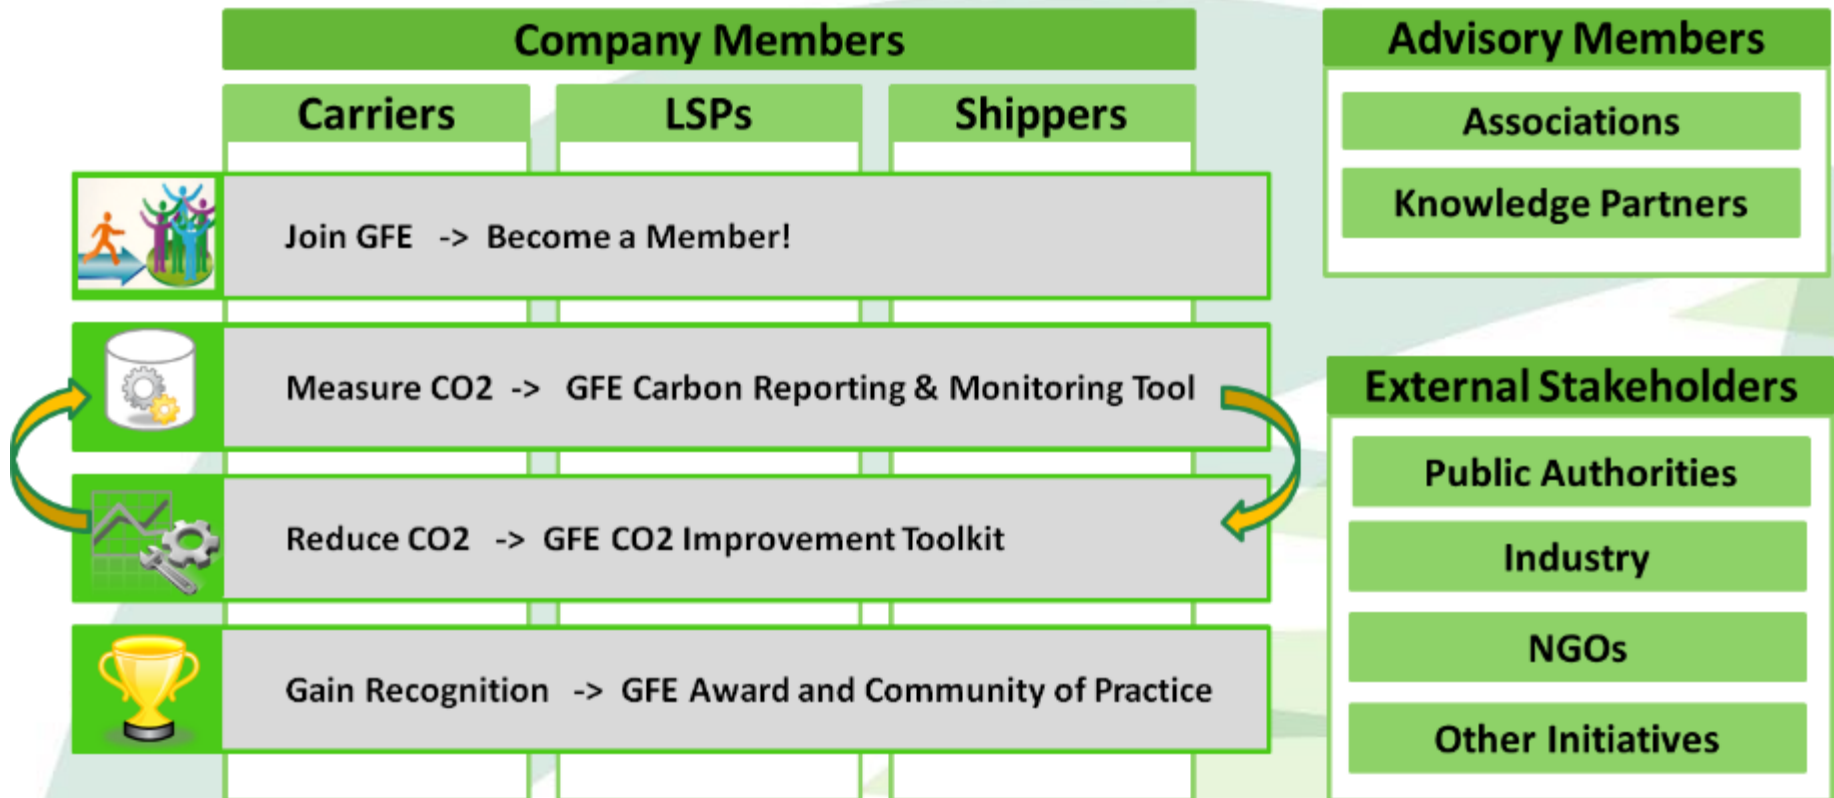 Company Members
Carriers
LSPs
Shippers
Join GFE -> Become a Member!
Measure CO2 -> GFE Carbon Reporting & Monitoring Tool
Reduce CO2 -> GFE CO2 Improvement Toolkit
Gain Recognition -> GFE Award and Community of Practice
Advisory Members
Associations
Knowledge Partners
External Stakeholders
Public Authorities
Industry
NGOs
Other Initiatives